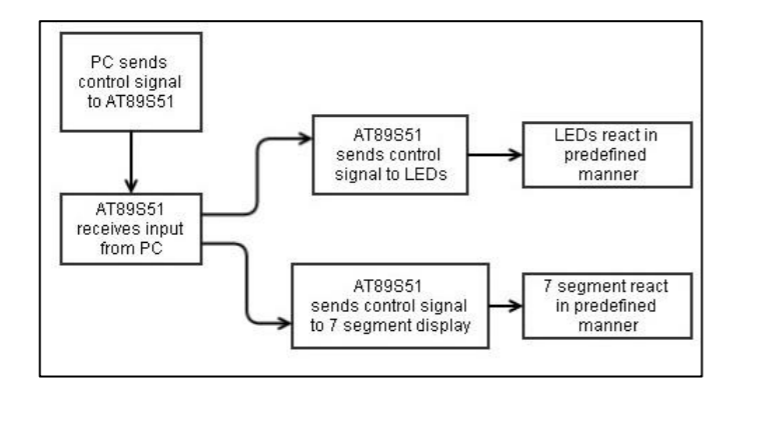 PC sends
control signal
to AT89S51
AT89S51
receives input
from PC
AT89S51
sends control
signal to LEDs
LEDs react in
predefined
manner
AT89S51
sends control signal
to 7 segment display
7 segment react
in predefined
manner